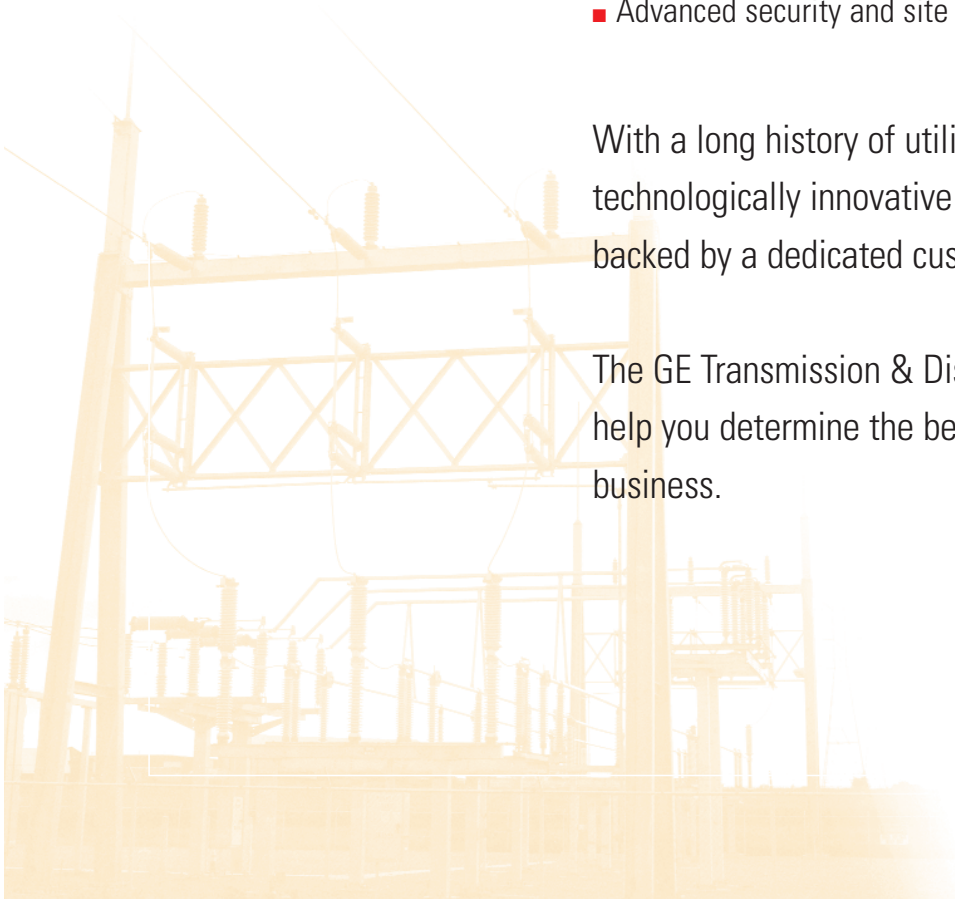 ■ Advanced security and site
With a long history of utili
technologically innovative
backed by a dedicated cus
The GE Transmission & Dis
help you determine the be
business.